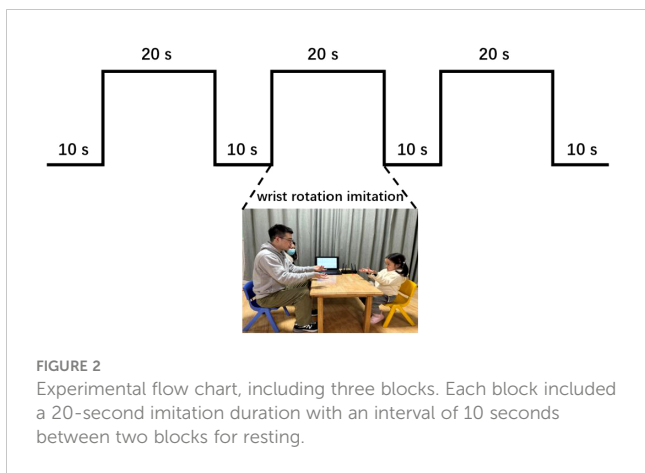 20 s 20 s 20 s
10 s 10 s 10 s 10 s
wrist rotation imitation
FIGURE 2
Experimental flow chart, including three blocks. Each block included
a 20-second imitation duration with an interval of 10 seconds
between two blocks for resting.